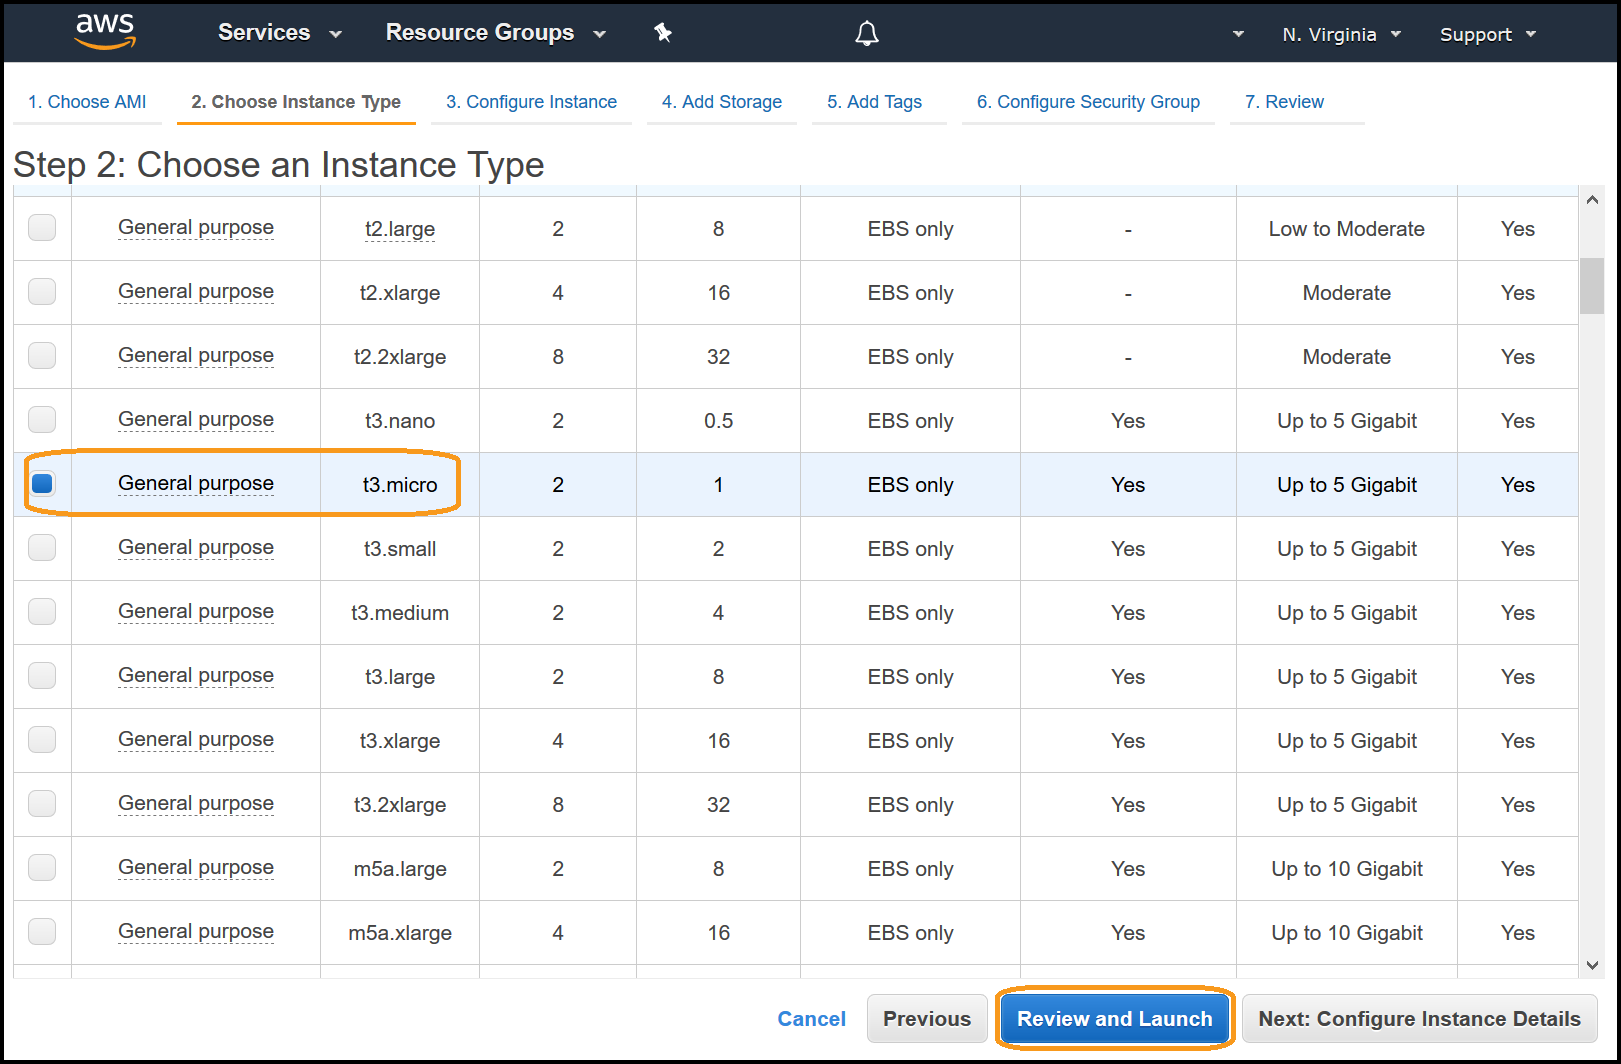 aws Services Resource Groups N. Virginia Support
1. Choose AMI 2. Choose Instance Type 3. Configure Instance 4. Add Storage 5. Add Tags 6. Configure Security Group 7. Review
Step 2: Choose an Instance Type
General purpose t2.large 2 8 EBS only - Low to Moderate Yes
General purpose t2.xlarge 4 16 EBS only - Moderate Yes
General purpose t2.2xlarge 8 32 EBS only - Moderate Yes
General purpose t3.nano 2 0.5 EBS only Yes Up to 5 Gigabit Yes
General purpose t3.micro 2 1 EBS only Yes Up to 5 Gigabit Yes
General purpose t3.small 2 2 EBS only Yes Up to 5 Gigabit Yes
General purpose t3.medium 2 4 EBS only Yes Up to 5 Gigabit Yes
General purpose t3.large 2 8 EBS only Yes Up to 5 Gigabit Yes
General purpose t3.xlarge 4 16 EBS only Yes Up to 5 Gigabit Yes
General purpose t3.2xlarge 8 32 EBS only Yes Up to 5 Gigabit Yes
General purpose m5a.large 2 8 EBS only Yes Up to 10 Gigabit Yes
General purpose m5a.xlarge 4 16 EBS only Yes Up to 10 Gigabit Yes
Cancel Previous Review and Launch Next: Configure Instance Details